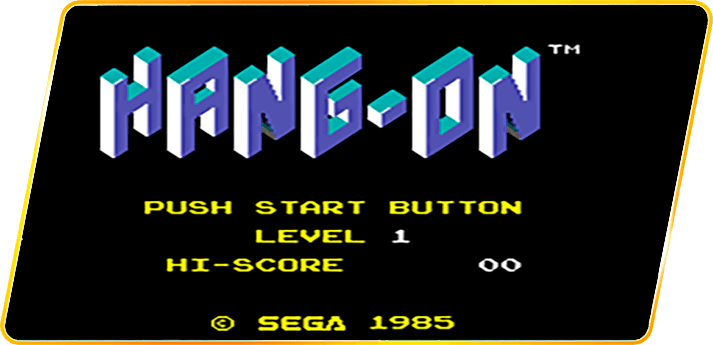 HANG-ON™
PUSH START BUTTON
LEVEL 1
HI-SCORE 00
© SEGA 1985